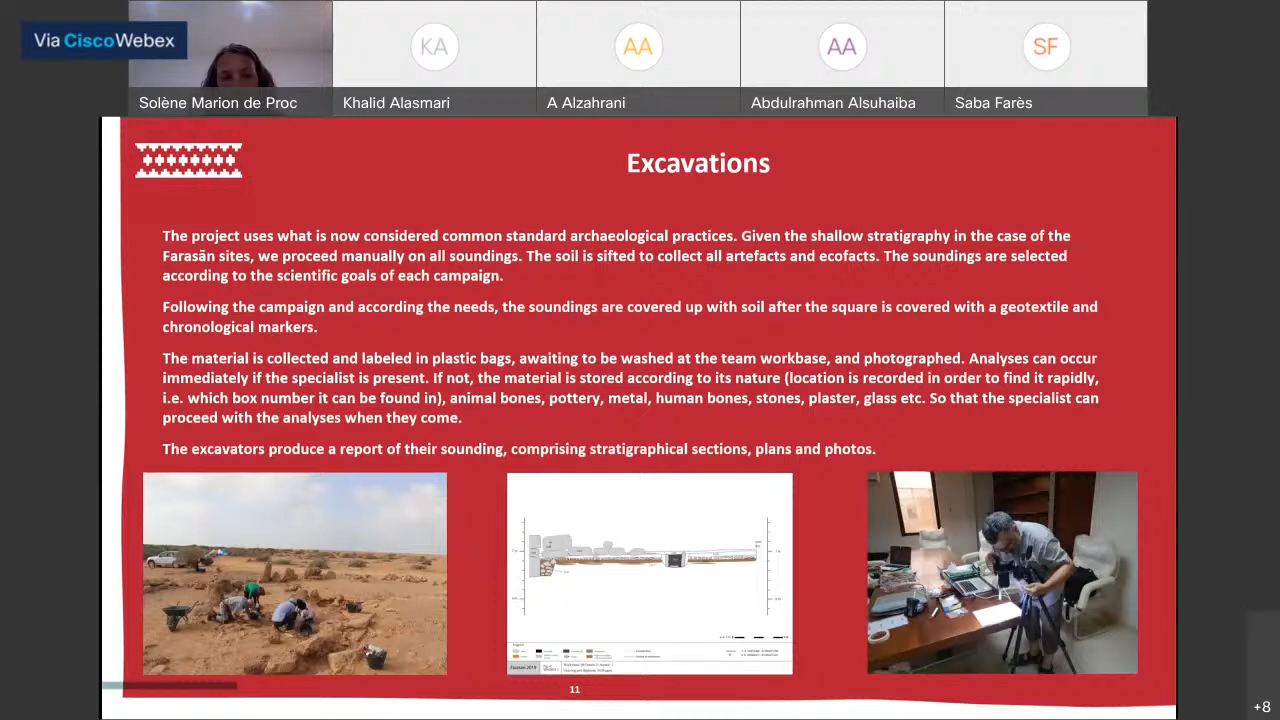 Via Cisco Webex
KA
AA
AA
SF
Solène Marion de Proc
Khalid Alasmari
A Alzahrani
Abdulrahman Alsuhaiba
Saba Farès
Excavations
The project uses what is now considered common standard archaeological practices. Given the shallow stratigraphy in the case of the
Farasān sites, we proceed manually on all soundings. The soil is sifted to collect all artefacts and ecofacts. The soundings are selected
according to the scientific goals of each campaign.
Following the campaign and according the needs, the soundings are covered up with soil after the square is covered with a geotextile and
chronological markers.
The material is collected and labeled in plastic bags, awaiting to be washed at the team workbase, and photographed. Analyses can occur
immediately if the specialist is present. If not, the material is stored according to its nature (location is recorded in order to find it rapidly,
i.e. which box number it can be found in), animal bones, pottery, metal, human bones, stones, plaster, glass etc. So that the specialist can
proceed with the analyses when they come.
The excavators produce a report of their sounding, comprising stratigraphical sections, plans and photos.
Farasan 2019
11
+8